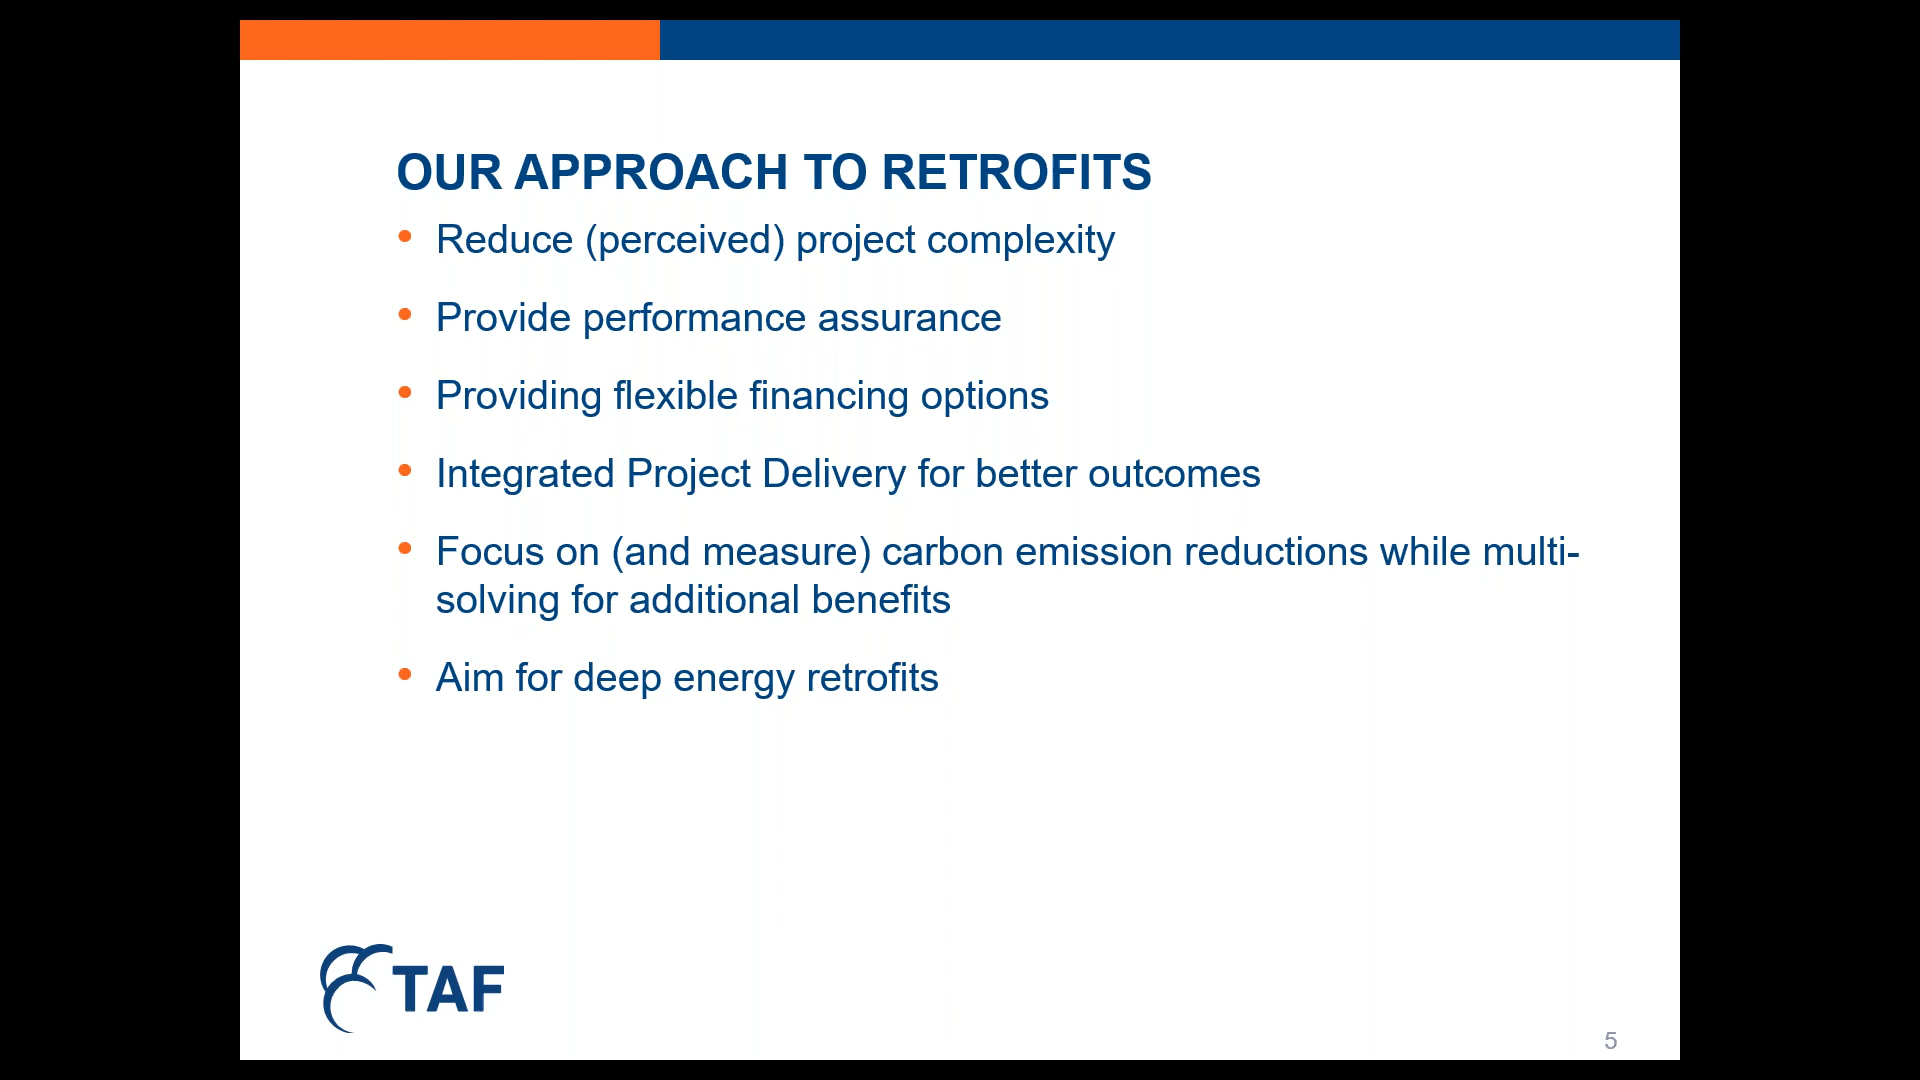 OUR APPROACH TO RETROFITS
• Reduce (perceived) project complexity
• Provide performance assurance
• Providing flexible financing options
• Integrated Project Delivery for better outcomes
• Focus on (and measure) carbon emission reductions while multi-
solving for additional benefits
• Aim for deep energy retrofits
TAF
5